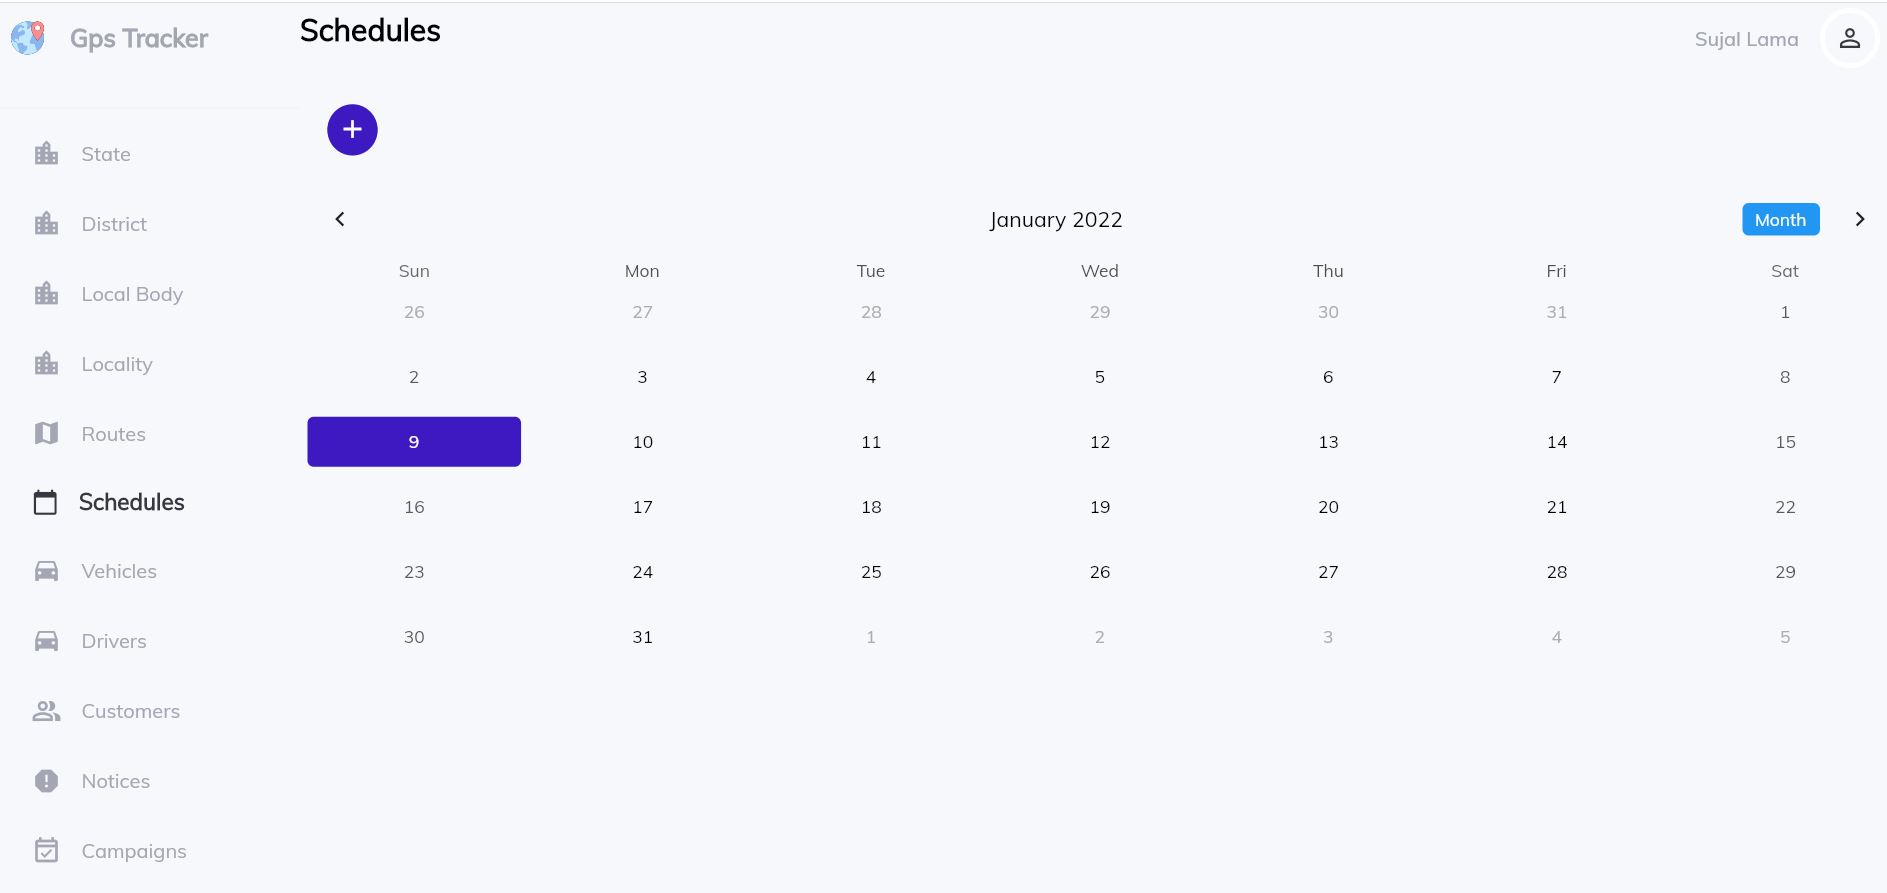 Gps Tracker
Schedules
Sujal Lama
State
District
Local Body
Locality
Routes
Schedules
Vehicles
Drivers
Customers
Notices
Campaigns
January 2022
Month
Sun Mon Tue Wed Thu Fri Sat
26 27 28 29 30 31 1
2 3 4 5 6 7 8
9 10 11 12 13 14 15
16 17 18 19 20 21 22
23 24 25 26 27 28 29
30 31 1 2 3 4 5